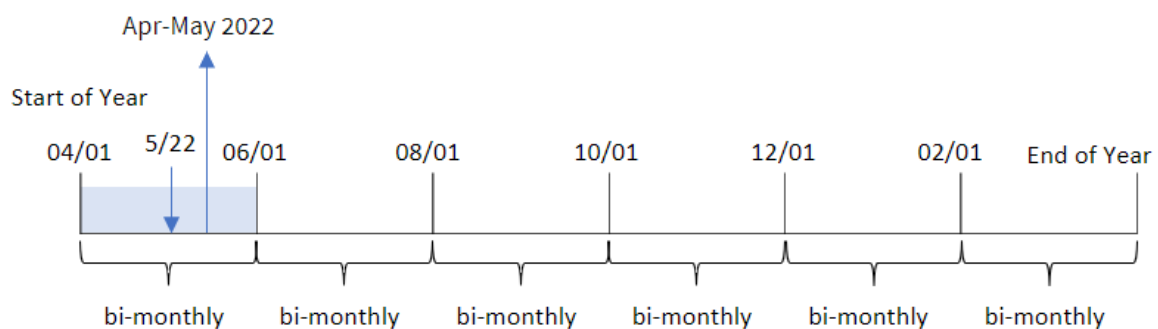 Apr-May 2022
Start of Year
04/01 5/22 06/01 08/01 10/01 12/01 02/01 End of Year
bi-monthly bi-monthly bi-monthly bi-monthly bi-monthly bi-monthly